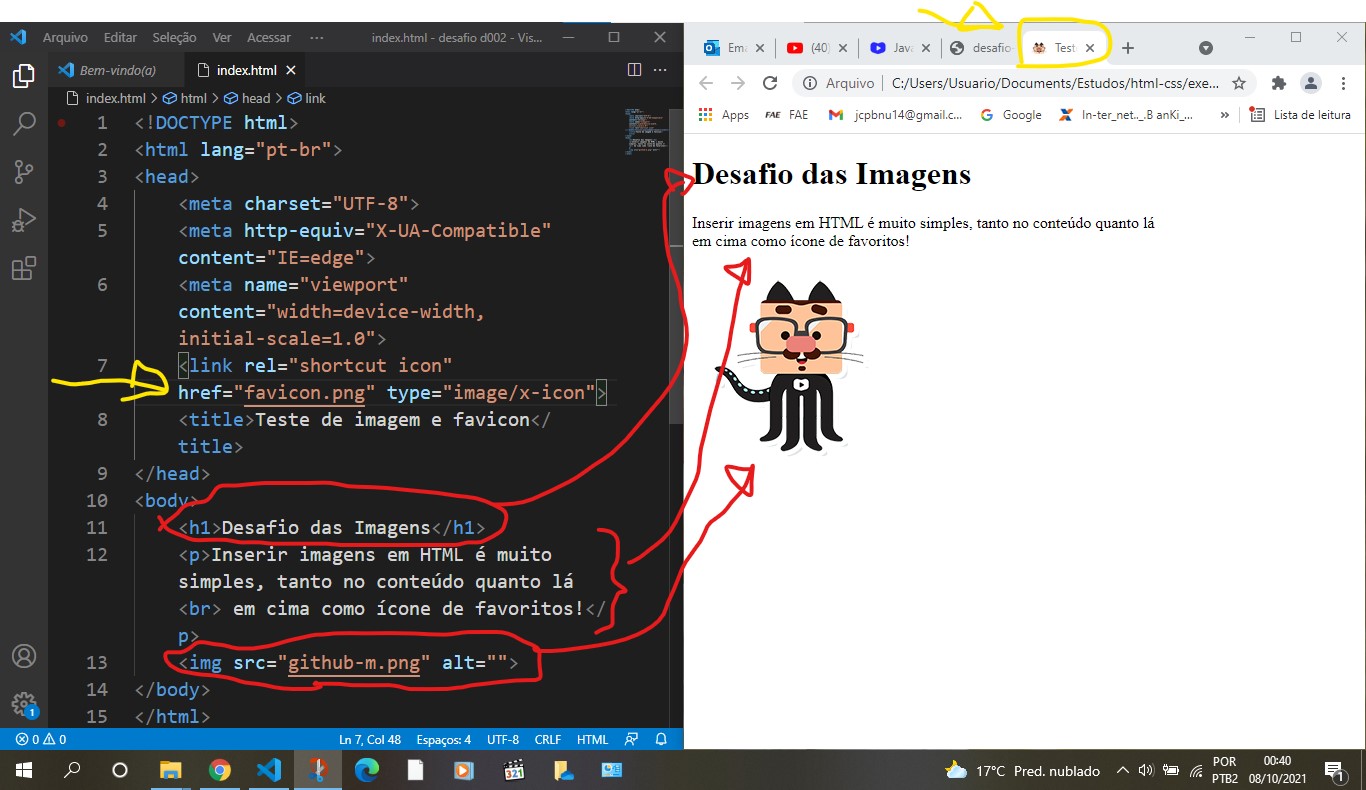 Arquivo Editar Seleção Ver Acessar ··· index.html - desafio d002 - Vis...
Bem-vindo(a) index.html
index.html > html > head > link
1 <!DOCTYPE html>
2 <html lang="pt-br">
3 <head>
4 <meta charset="UTF-8">
5 <meta http-equiv="X-UA-Compatible"
content="IE=edge">
6 <meta name="viewport"
content="width=device-width,
initial-scale=1.0">
7 <link rel="shortcut icon"
href="favicon.png" type="image/x-icon">
8 <title>Teste de imagem e favicon</
title>
9 </head>
10 <body>
11 <h1>Desafio das Imagens</h1>
12 <p>Inserir imagens em HTML é muito
simples, tanto no conteúdo quanto lá
<br> em cima como ícone de favoritos!</
p>
13 <img src="github-m.png" alt="">
14 </body>
15 </html>
1
0 0 Ln 7, Col 48 Espaços: 4 UTF-8 CRLF HTML
Ema (40) Java desafio Test
Arquivo C:/Users/Usuario/Documents/Estudos/html-css/exe...
Apps FAE FAE jcpbnu14@gmail.c... Google In-ter_net.._.B anKi_... » Lista de leitura
Desafio das Imagens
Inserir imagens em HTML é muito simples, tanto no conteúdo quanto lá
em cima como ícone de favoritos!
321 17°C Pred. nublado POR 00:40
PTB2 08/10/2021 1